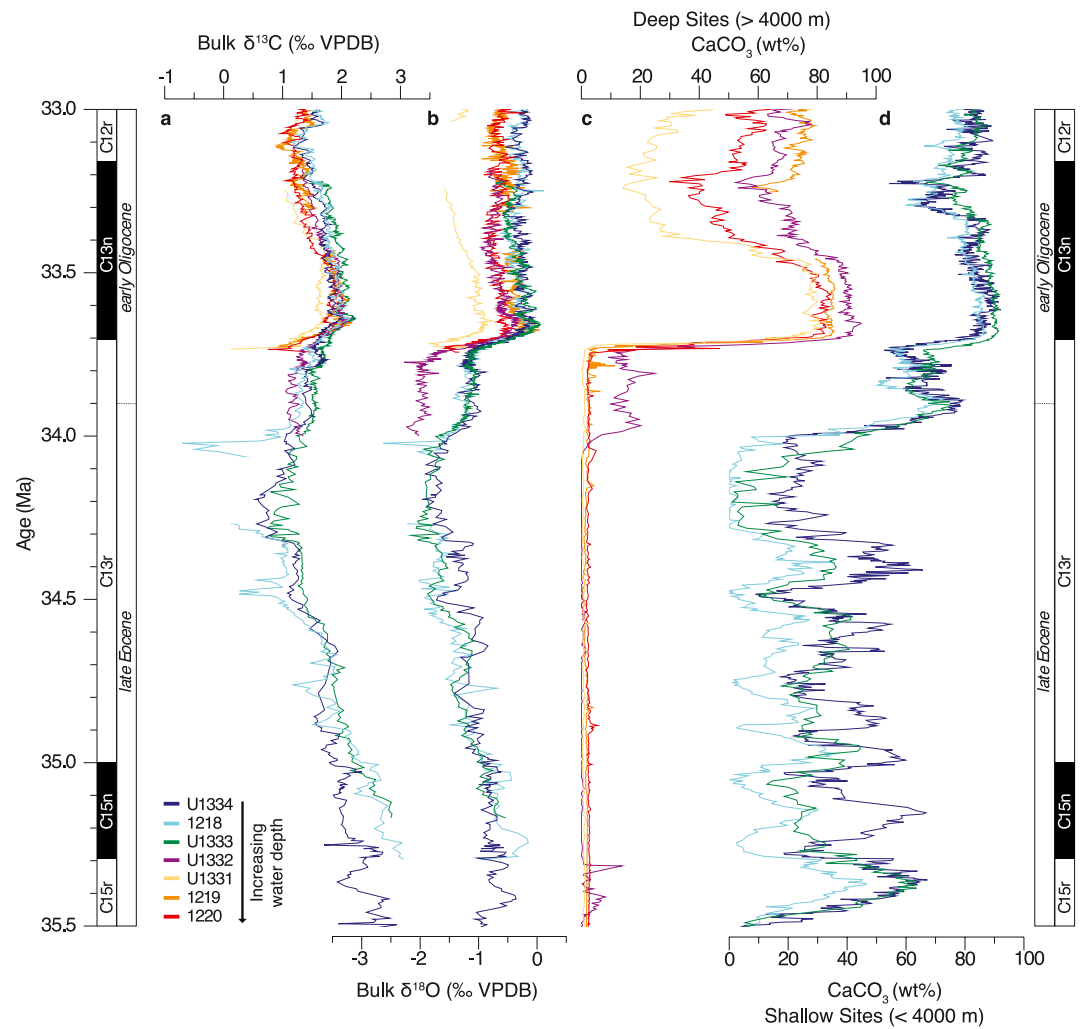 Deep Sites (> 4000 m)
Bulk δ13C (‰ VPDB)
CaCO3 (wt%)
-1 0 1 2 3
0 20 40 60 80 100
a
b
c
d
33.0
33.5
34.0
34.5
35.0
35.5
Age (Ma)
C12r
C13n
C13r
C15n
C15r
early Oligocene
late Eocene
U1334
1218
U1333
U1332
U1331
1219
1220
Increasing
water depth
early Oligocene
late Eocene
C12r
C13n
C13r
C15n
C15r
-3 -2 -1 0
0 20 40 60 80 100
Bulk δ18O (‰ VPDB)
CaCO3 (wt%)
Shallow Sites (< 4000 m)